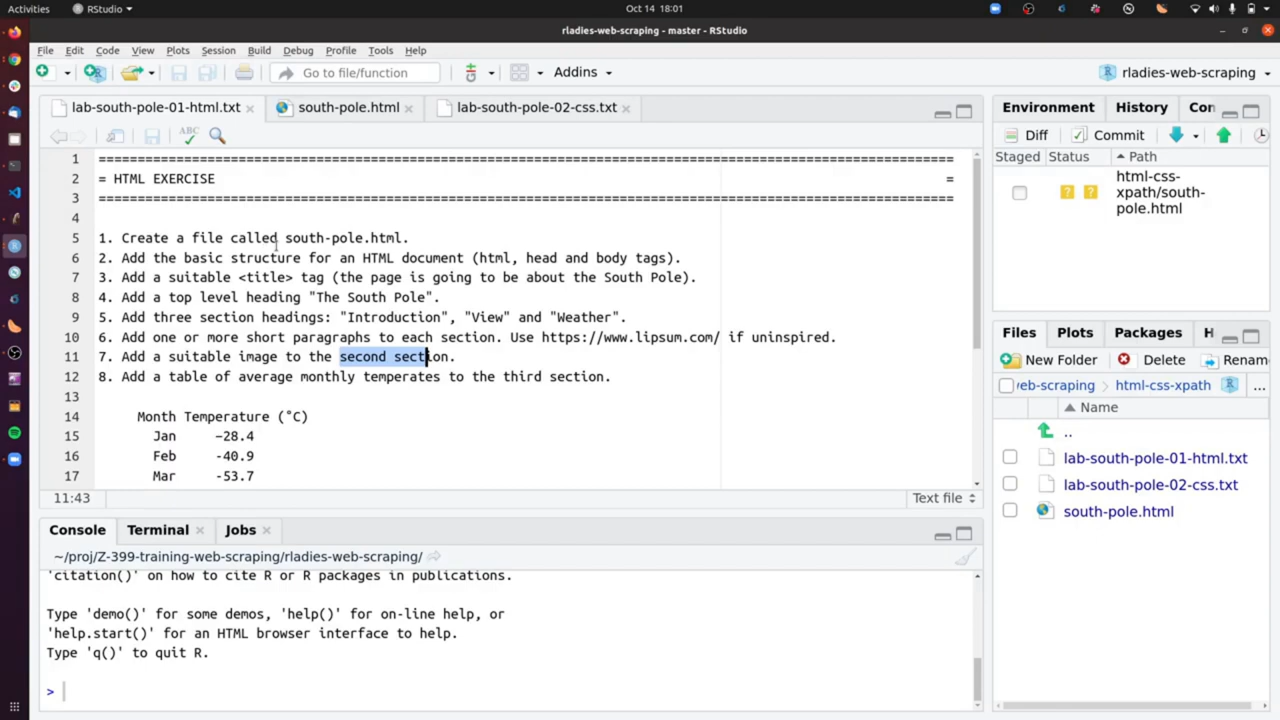 Activities RStudio Oct 14 18:01
rladies-web-scraping - master - RStudio
File Edit Code View Plots Session Build Debug Profile Tools Help
Go to file/function Addins rladies-web-scraping
lab-south-pole-01-html.txt south-pole.html lab-south-pole-02-css.txt
ABC
1 ==============================================================================================================
2 = HTML EXERCISE =
3 ==============================================================================================================
4
5 1. Create a file called south-pole.html.
6 2. Add the basic structure for an HTML document (html, head and body tags).
7 3. Add a suitable <title> tag (the page is going to be about the South Pole).
8 4. Add a top level heading "The South Pole".
9 5. Add three section headings: "Introduction", "View" and "Weather".
10 6. Add one or more short paragraphs to each section. Use https://www.lipsum.com/ if uninspired.
11 7. Add a suitable image to the second section.
12 8. Add a table of average monthly temperates to the third section.
13
14 Month Temperature (˚C)
15 Jan −28.4
16 Feb -40.9
17 Mar -53.7
11:43 Text file
Console Terminal Jobs
~/proj/Z-399-training-web-scraping/rladies-web-scraping/
'citation()' on how to cite R or R packages in publications.
Type 'demo()' for some demos, 'help()' for on-line help, or
'help.start()' for an HTML browser interface to help.
Type 'q()' to quit R.
>
Environment History Con
Diff Commit
Staged Status Path
? ? html-css-
xpath/south-
pole.html
Files Plots Packages H
New Folder Delete Renam
eb-scraping > html-css-xpath R ...
Name
..
lab-south-pole-01-html.txt
lab-south-pole-02-css.txt
south-pole.html